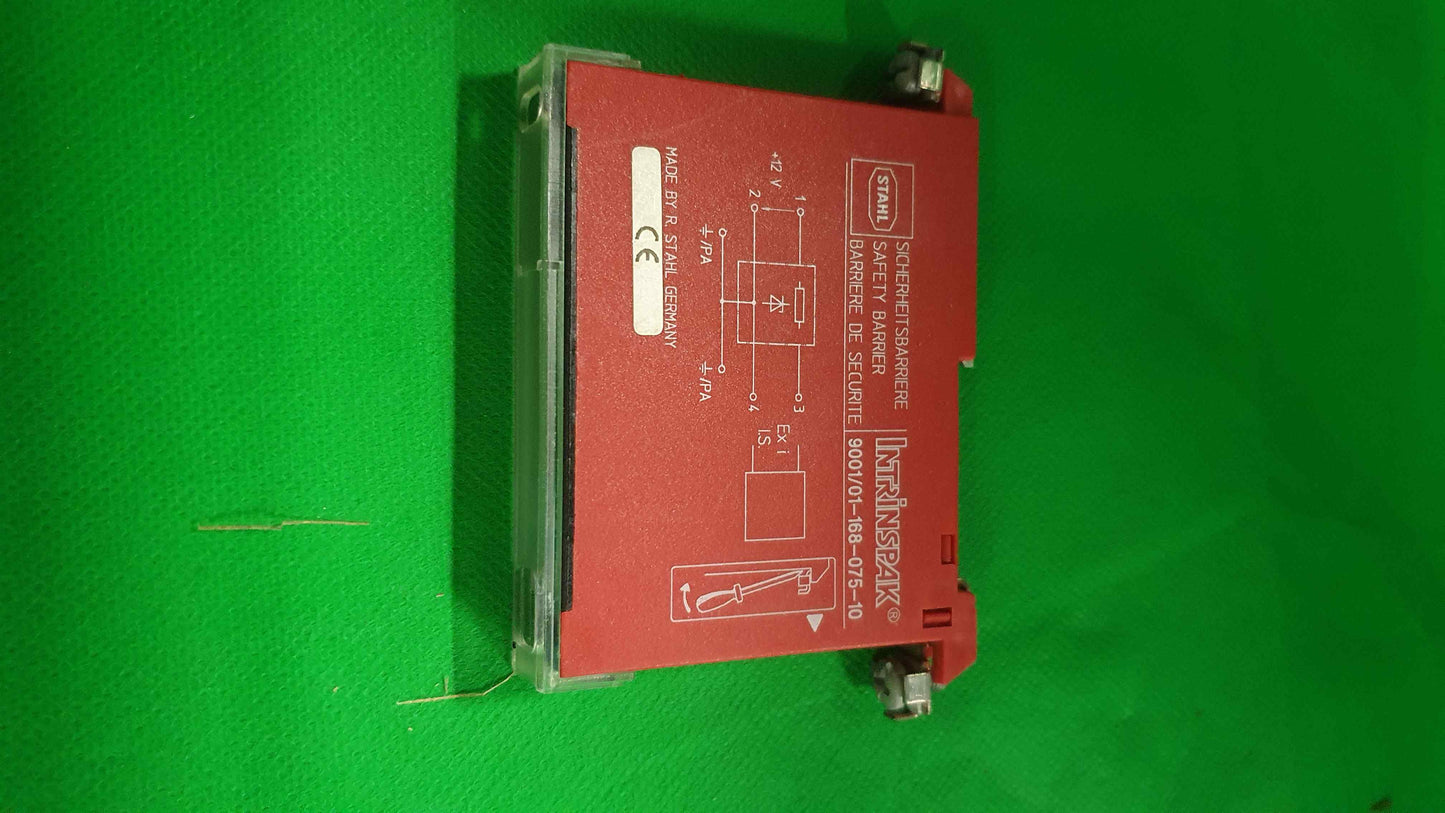 STAHL
SICHERHEITSBARRIERE
SAFETY BARRIER
BARRIERE DE SECURITE
INTRINSPAK®
9001/01-168-075-10
1
+12 V
2
3
4
Ex i
I.S.
/PA
/PA
MADE BY R. STAHL GERMANY
CE